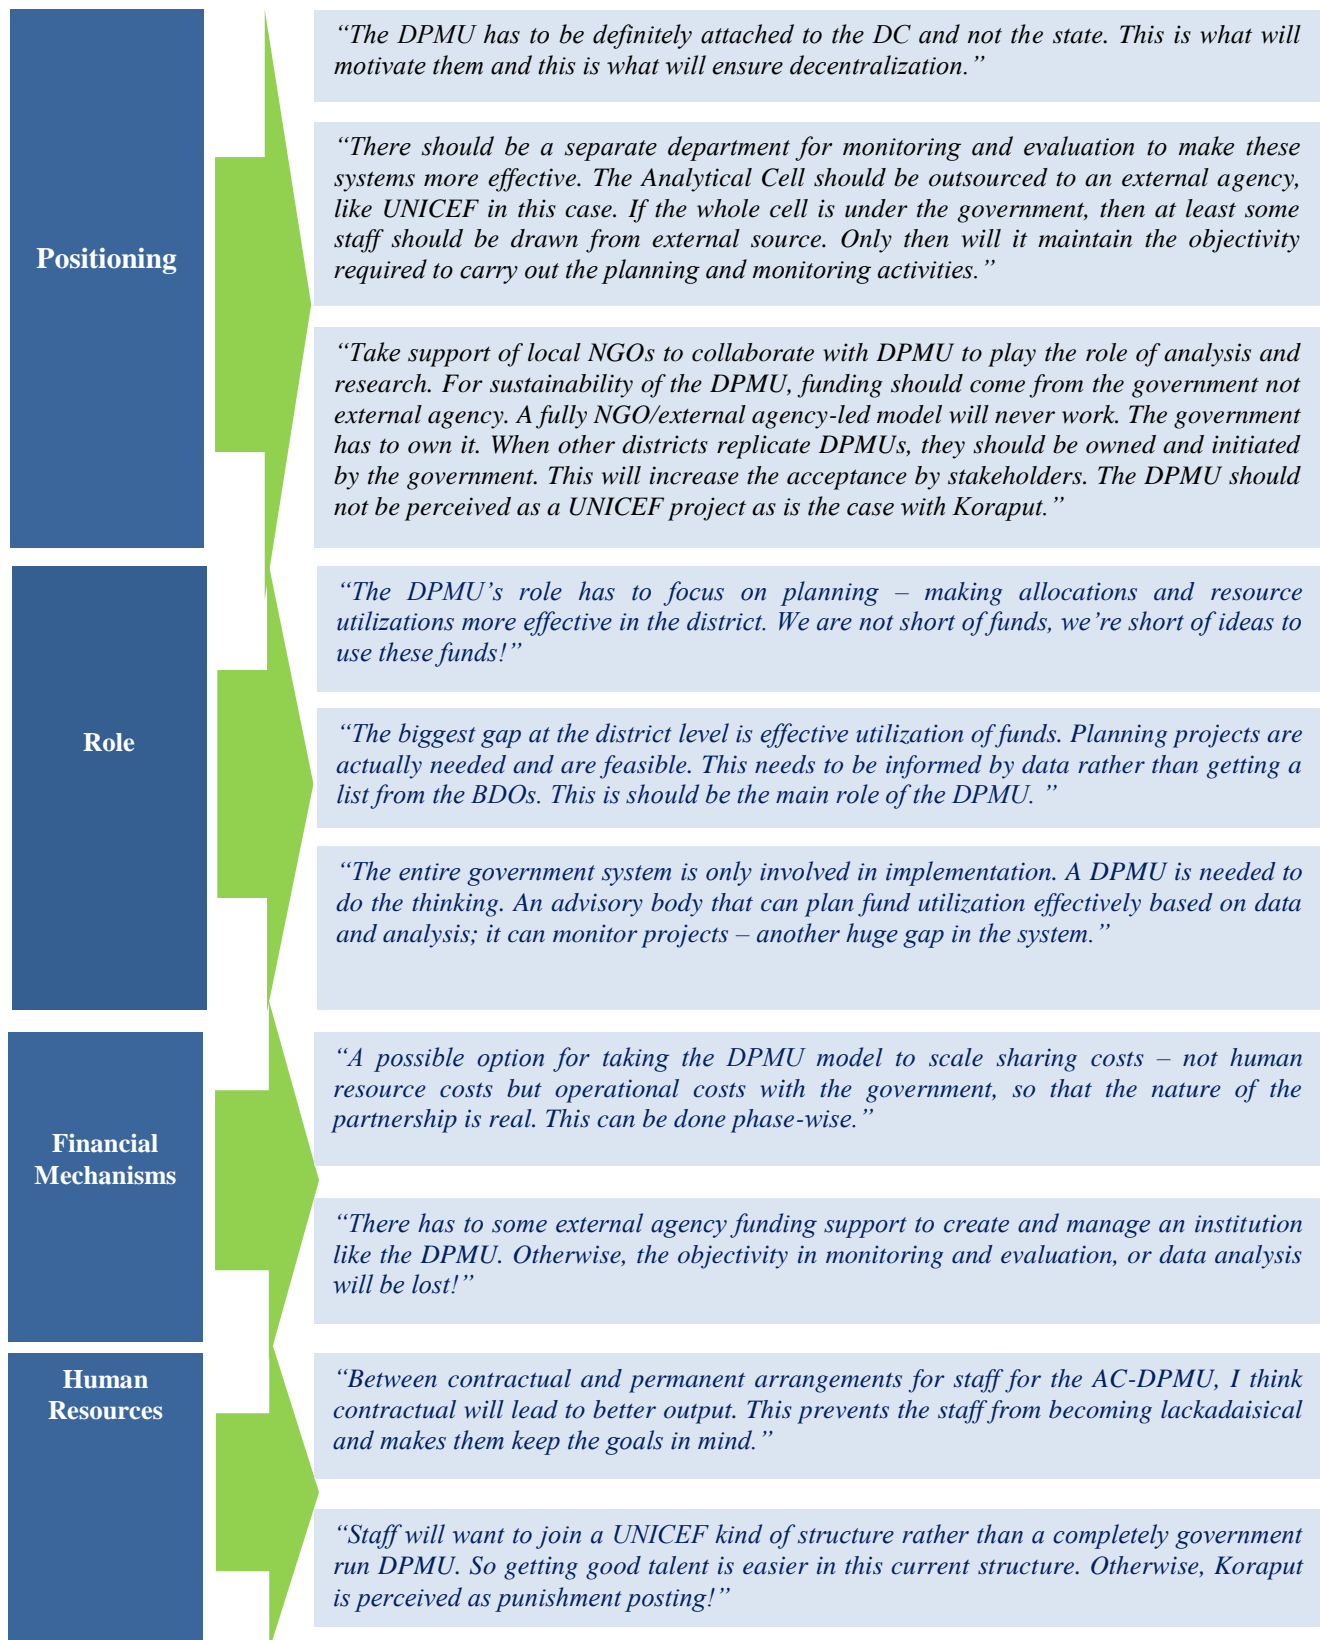 Positioning
“The DPMU has to be definitely attached to the DC and not the state. This is what will
motivate them and this is what will ensure decentralization.”
“There should be a separate department for monitoring and evaluation to make these
systems more effective. The Analytical Cell should be outsourced to an external agency,
like UNICEF in this case. If the whole cell is under the government, then at least some
staff should be drawn from external source. Only then will it maintain the objectivity
required to carry out the planning and monitoring activities.”
“Take support of local NGOs to collaborate with DPMU to play the role of analysis and
research. For sustainability of the DPMU, funding should come from the government not
external agency. A fully NGO/external agency-led model will never work. The government
has to own it. When other districts replicate DPMUs, they should be owned and initiated
by the government. This will increase the acceptance by stakeholders. The DPMU should
not be perceived as a UNICEF project as is the case with Koraput.”
Role
“The DPMU’s role has to focus on planning – making allocations and resource
utilizations more effective in the district. We are not short of funds, we’re short of ideas to
use these funds!”
“The biggest gap at the district level is effective utilization of funds. Planning projects are
actually needed and are feasible. This needs to be informed by data rather than getting a
list from the BDOs. This is should be the main role of the DPMU. ”
“The entire government system is only involved in implementation. A DPMU is needed to
do the thinking. An advisory body that can plan fund utilization effectively based on data
and analysis; it can monitor projects – another huge gap in the system.”
Financial
Mechanisms
“A possible option for taking the DPMU model to scale sharing costs – not human
resource costs but operational costs with the government, so that the nature of the
partnership is real. This can be done phase-wise.”
“There has to some external agency funding support to create and manage an institution
like the DPMU. Otherwise, the objectivity in monitoring and evaluation, or data analysis
will be lost!”
Human
Resources
“Between contractual and permanent arrangements for staff for the AC-DPMU, I think
contractual will lead to better output. This prevents the staff from becoming lackadaisical
and makes them keep the goals in mind.”
“Staff will want to join a UNICEF kind of structure rather than a completely government
run DPMU. So getting good talent is easier in this current structure. Otherwise, Koraput
is perceived as punishment posting!”